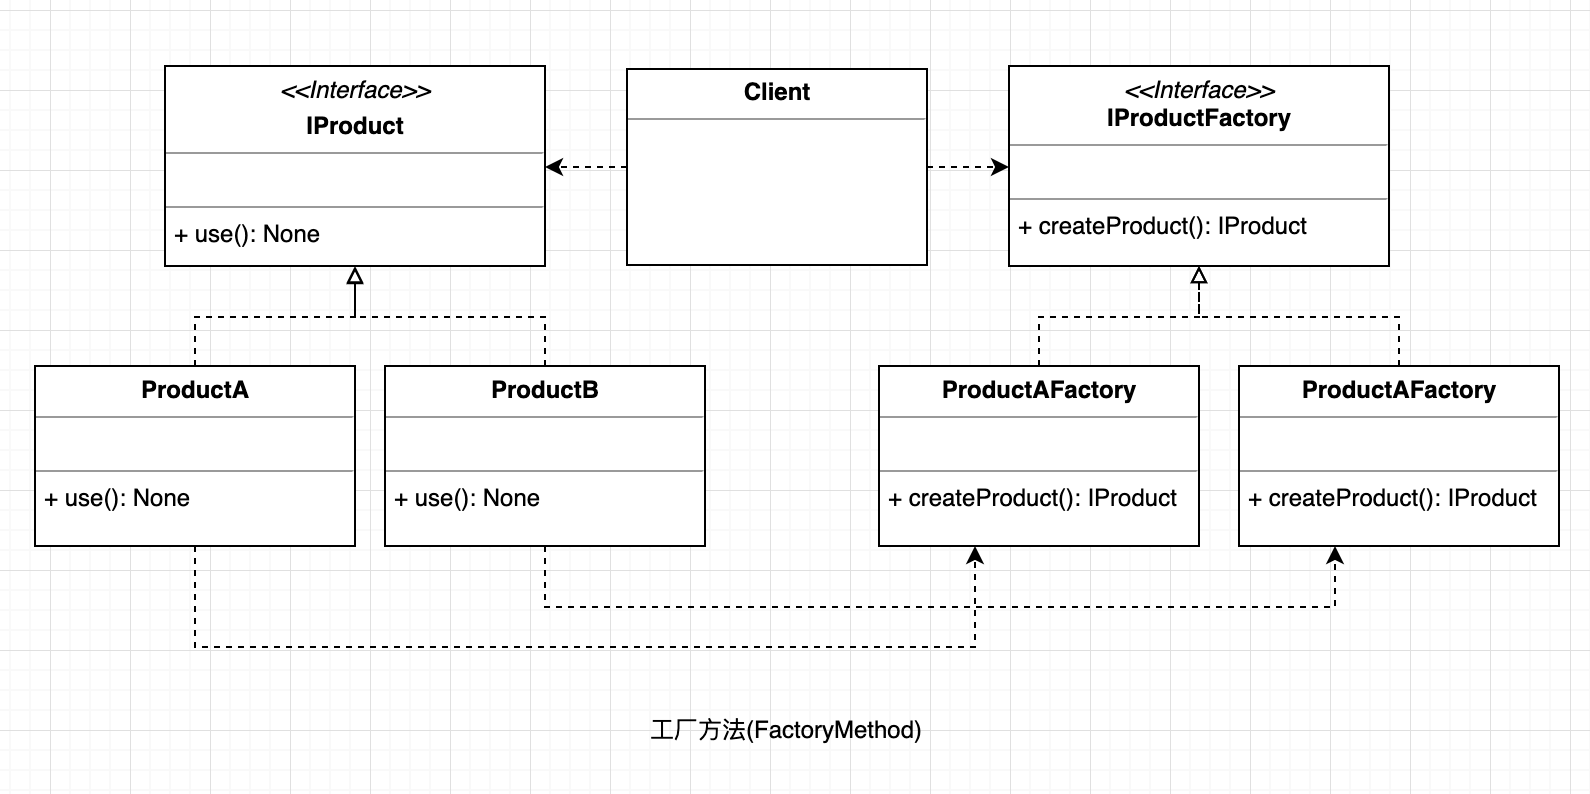 <<Interface>>
IProduct
+ use(): None
Client
<<Interface>>
IProductFactory
+ createProduct(): IProduct
ProductA
+ use(): None
ProductB
+ use(): None
ProductAFactory
+ createProduct(): IProduct
ProductAFactory
+ createProduct(): IProduct
工厂方法(FactoryMethod)